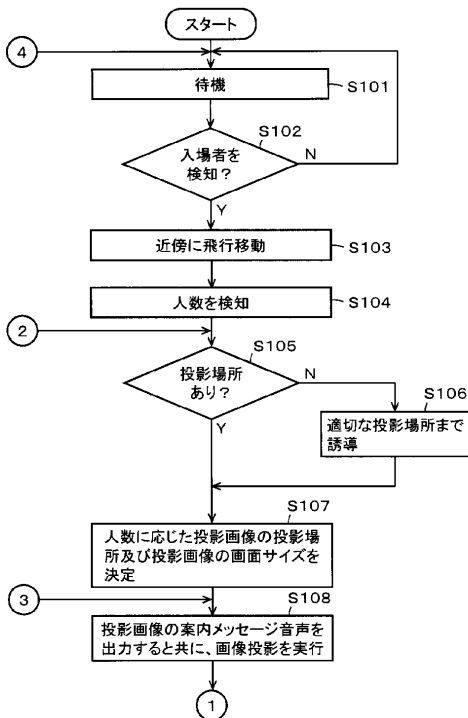 スタート
4
待機
S101
S102
入場者を
検知?
N
Y
近傍に飛行移動
S103
人数を検知
S104
2
S105
投影場所
あり?
N
Y
S106
適切な投影場所まで
誘導
S107
人数に応じた投影画像の投影場
所及び投影画像の画面サイズを
決定
3
S108
投影画像の案内メッセージ音声を
出力すると共に、画像投影を実行
1